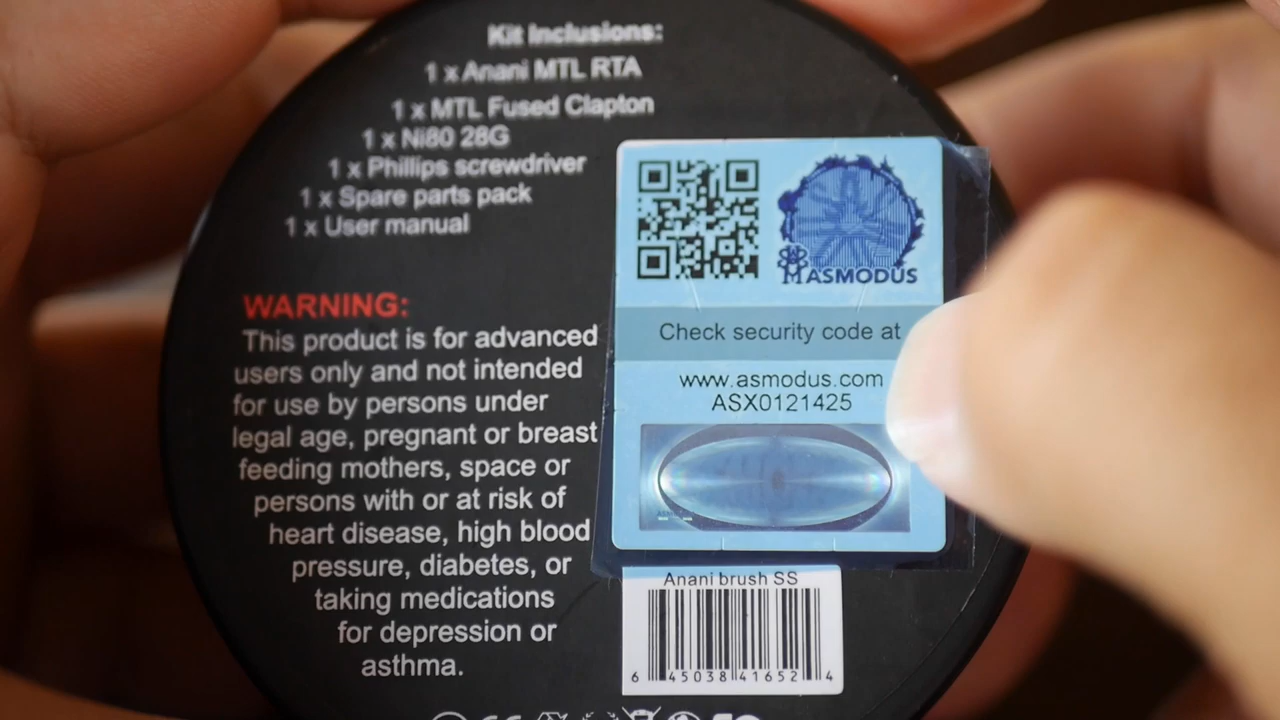 Kit Inclusions:
1 x Anani MTL RTA
1 x MTL Fused Clapton
1 x Ni80 28G
1 x Phillips screwdriver
1 x Spare parts pack
1 x User manual
WARNING:
This product is for advanced
users only and not intended
for use by persons under
legal age, pregnant or breast
feeding mothers, space or
persons with or at risk of
heart disease, high blood
pressure, diabetes, or
taking medications
for depression or
asthma.
ASMODUS
Check security code at
www.asmodus.com
ASX0121425
Anani brush SS
6 45038 41652 4